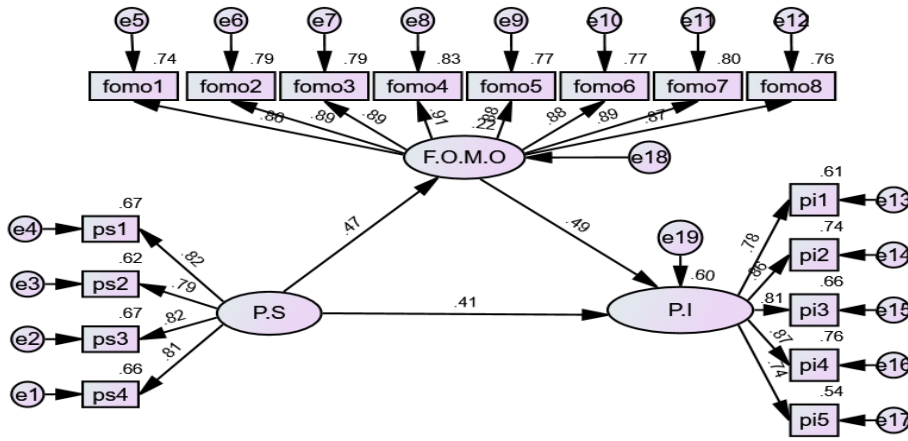 e5 e6 e7 e8 e9 e10 e11 e12
.74 .79 .79 .83 .77 .77 .80 .76
fomo1 fomo2 fomo3 fomo4 fomo5 fomo6 fomo7 fomo8
.86 .89 .89 .91 .88 .88 .89 .87
.22
F.O.M.O
e18
.61
pi1
e13
.67
e4
ps1
.47
.49
e19
.78
.74
pi2
e14
.82
.62
e3
ps2
.79
.60
.86
.66
pi3
e15
.81
P.S
.41
P.I
.67
e2
ps3
.82
.87
.76
pi4
e16
.81
.74
.66
e1
ps4
.54
pi5
e17